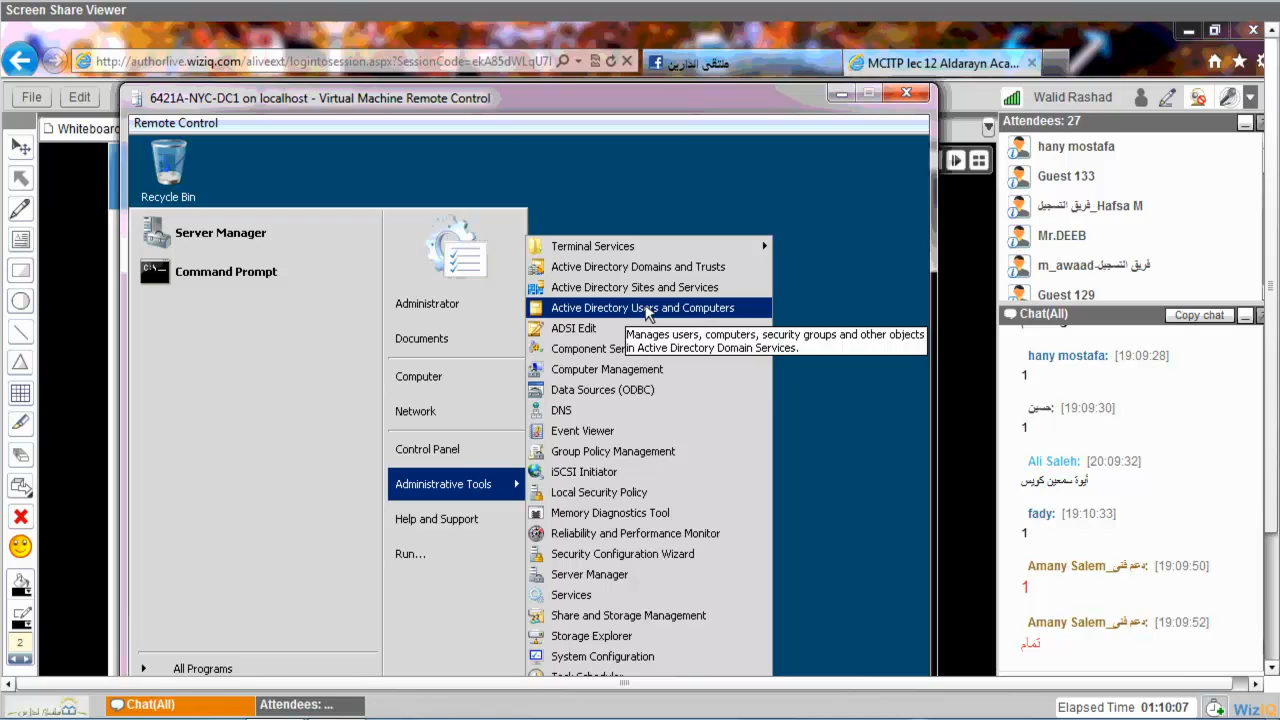 Screen Share Viewer
http://authorlive.wiziq.com/aliveext/logintosession.aspx?SessionCode=ekA85dWLqU7l
منتقى الدارين
MCITP lec 12 Aldarayn Aca...
File
Edit
6421A-NYC-DC1 on localhost - Virtual Machine Remote Control
Walid Rashad
Whiteboard
Remote Control
Attendees: 27
Recycle Bin
Server Manager
Command Prompt
Administrator
Documents
Computer
Network
Control Panel
Administrative Tools
Help and Support
Run...
All Programs
Terminal Services
Active Directory Domains and Trusts
Active Directory Sites and Services
Active Directory Users and Computers
ADSI Edit
Manages users, computers, security groups and other objects
in Active Directory Domain Services.
Component Ser
Computer Management
Data Sources (ODBC)
DNS
Event Viewer
Group Policy Management
iSCSI Initiator
Local Security Policy
Memory Diagnostics Tool
Reliability and Performance Monitor
Security Configuration Wizard
Server Manager
Services
Share and Storage Management
Storage Explorer
System Configuration
hany mostafa
Guest 133
فريق التسجيل_Hafsa M
Mr.DEEB
m_awaad-فريق التسجيل
Guest 129
Chat(All)
Copy chat
hany mostafa: [19:09:28]
1
حسين: [19:09:30]
1
Ali Saleh: [20:09:32]
أيوة سمعين كويس
fady: [19:10:33]
1
Amany Salem_دعم فنى: [19:09:50]
1
Amany Salem_دعم فنى: [19:09:52]
تمام
2
Chat(All)
Attendees: ...
Elapsed Time 01:10:07
WizIQ